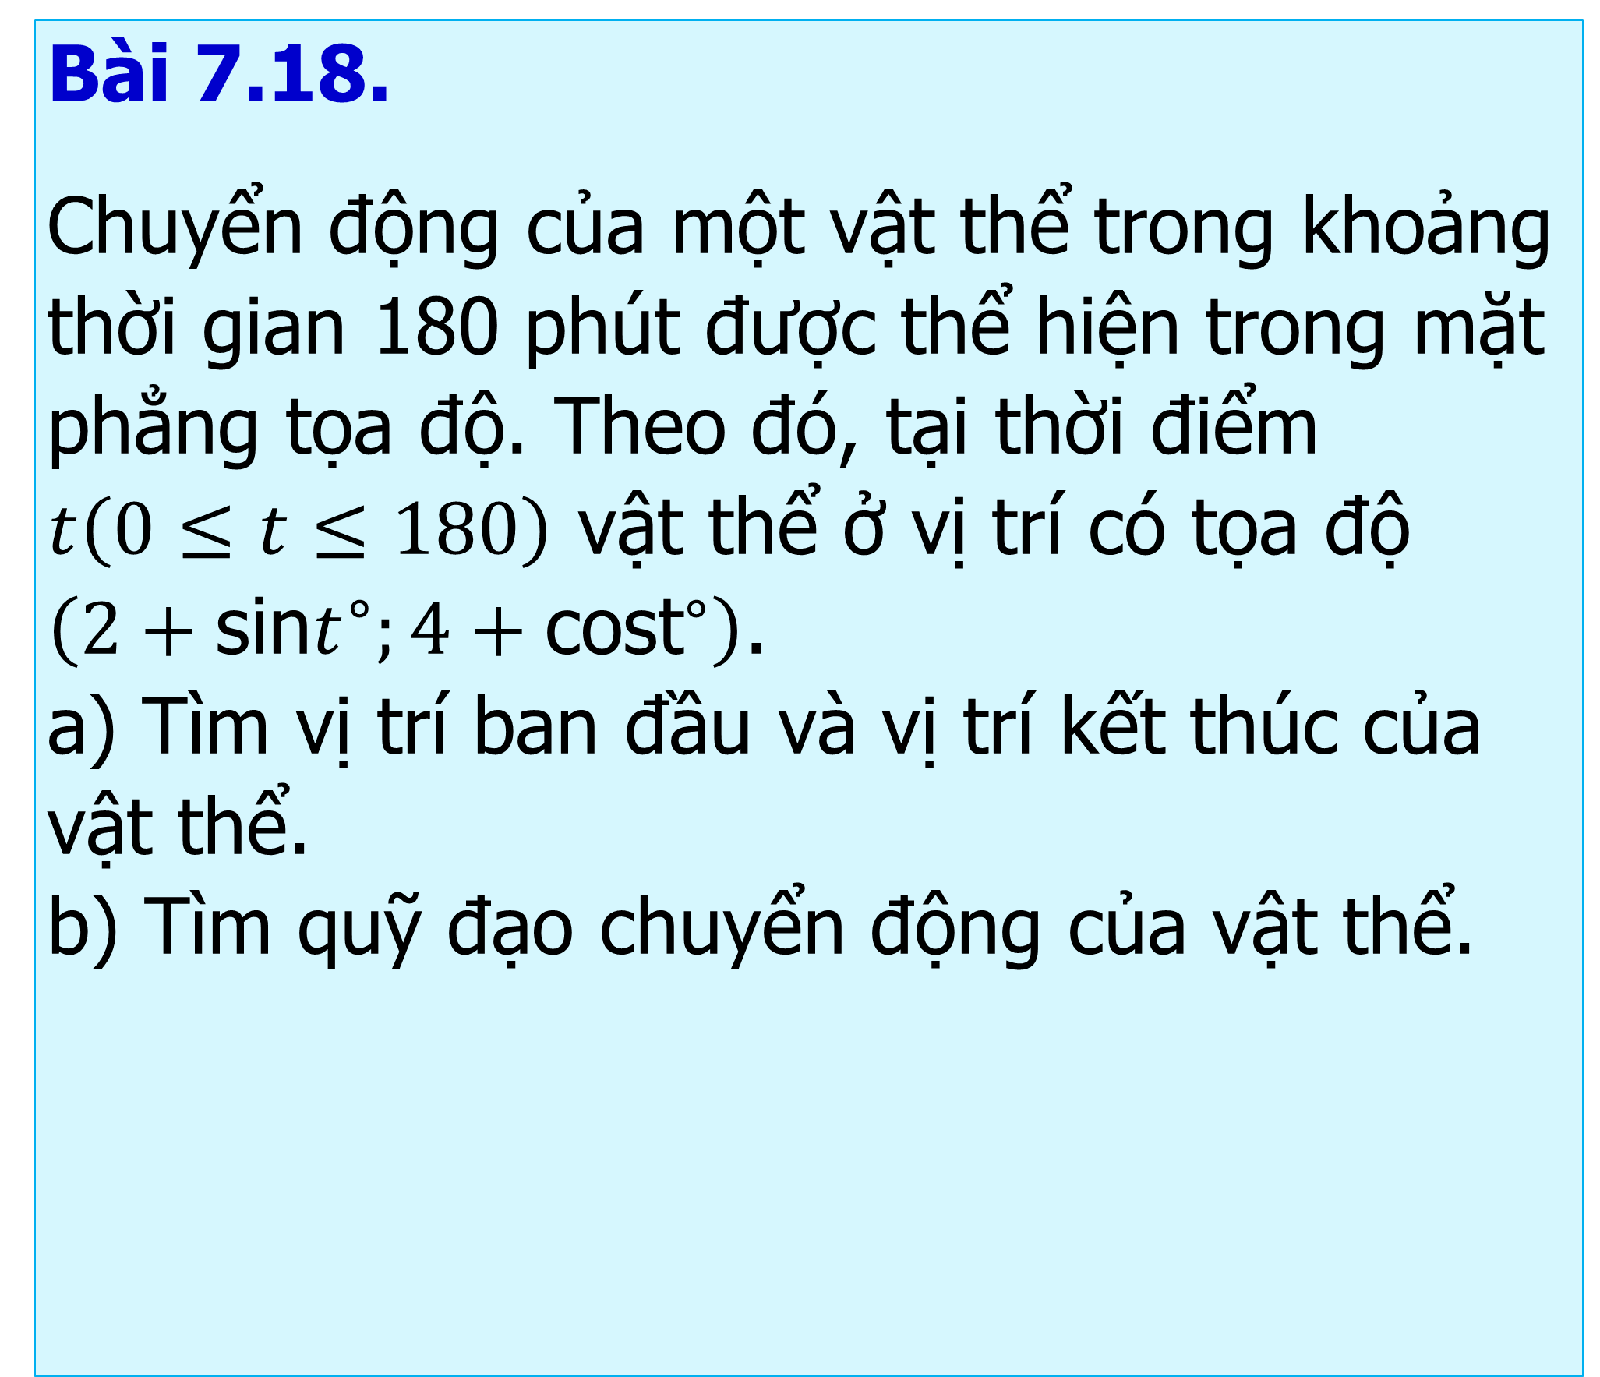 Bài 7.18.
Chuyển động của một vật thể trong khoảng
thời gian 180 phút được thể hiện trong mặt
phẳng tọa độ. Theo đó, tại thời điểm
t(0 ≤ t ≤ 180) vật thể ở vị trí có tọa độ
(2 + sint°; 4 + cost°).
a) Tìm vị trí ban đầu và vị trí kết thúc của
vật thể.
b) Tìm quỹ đạo chuyển động của vật thể.